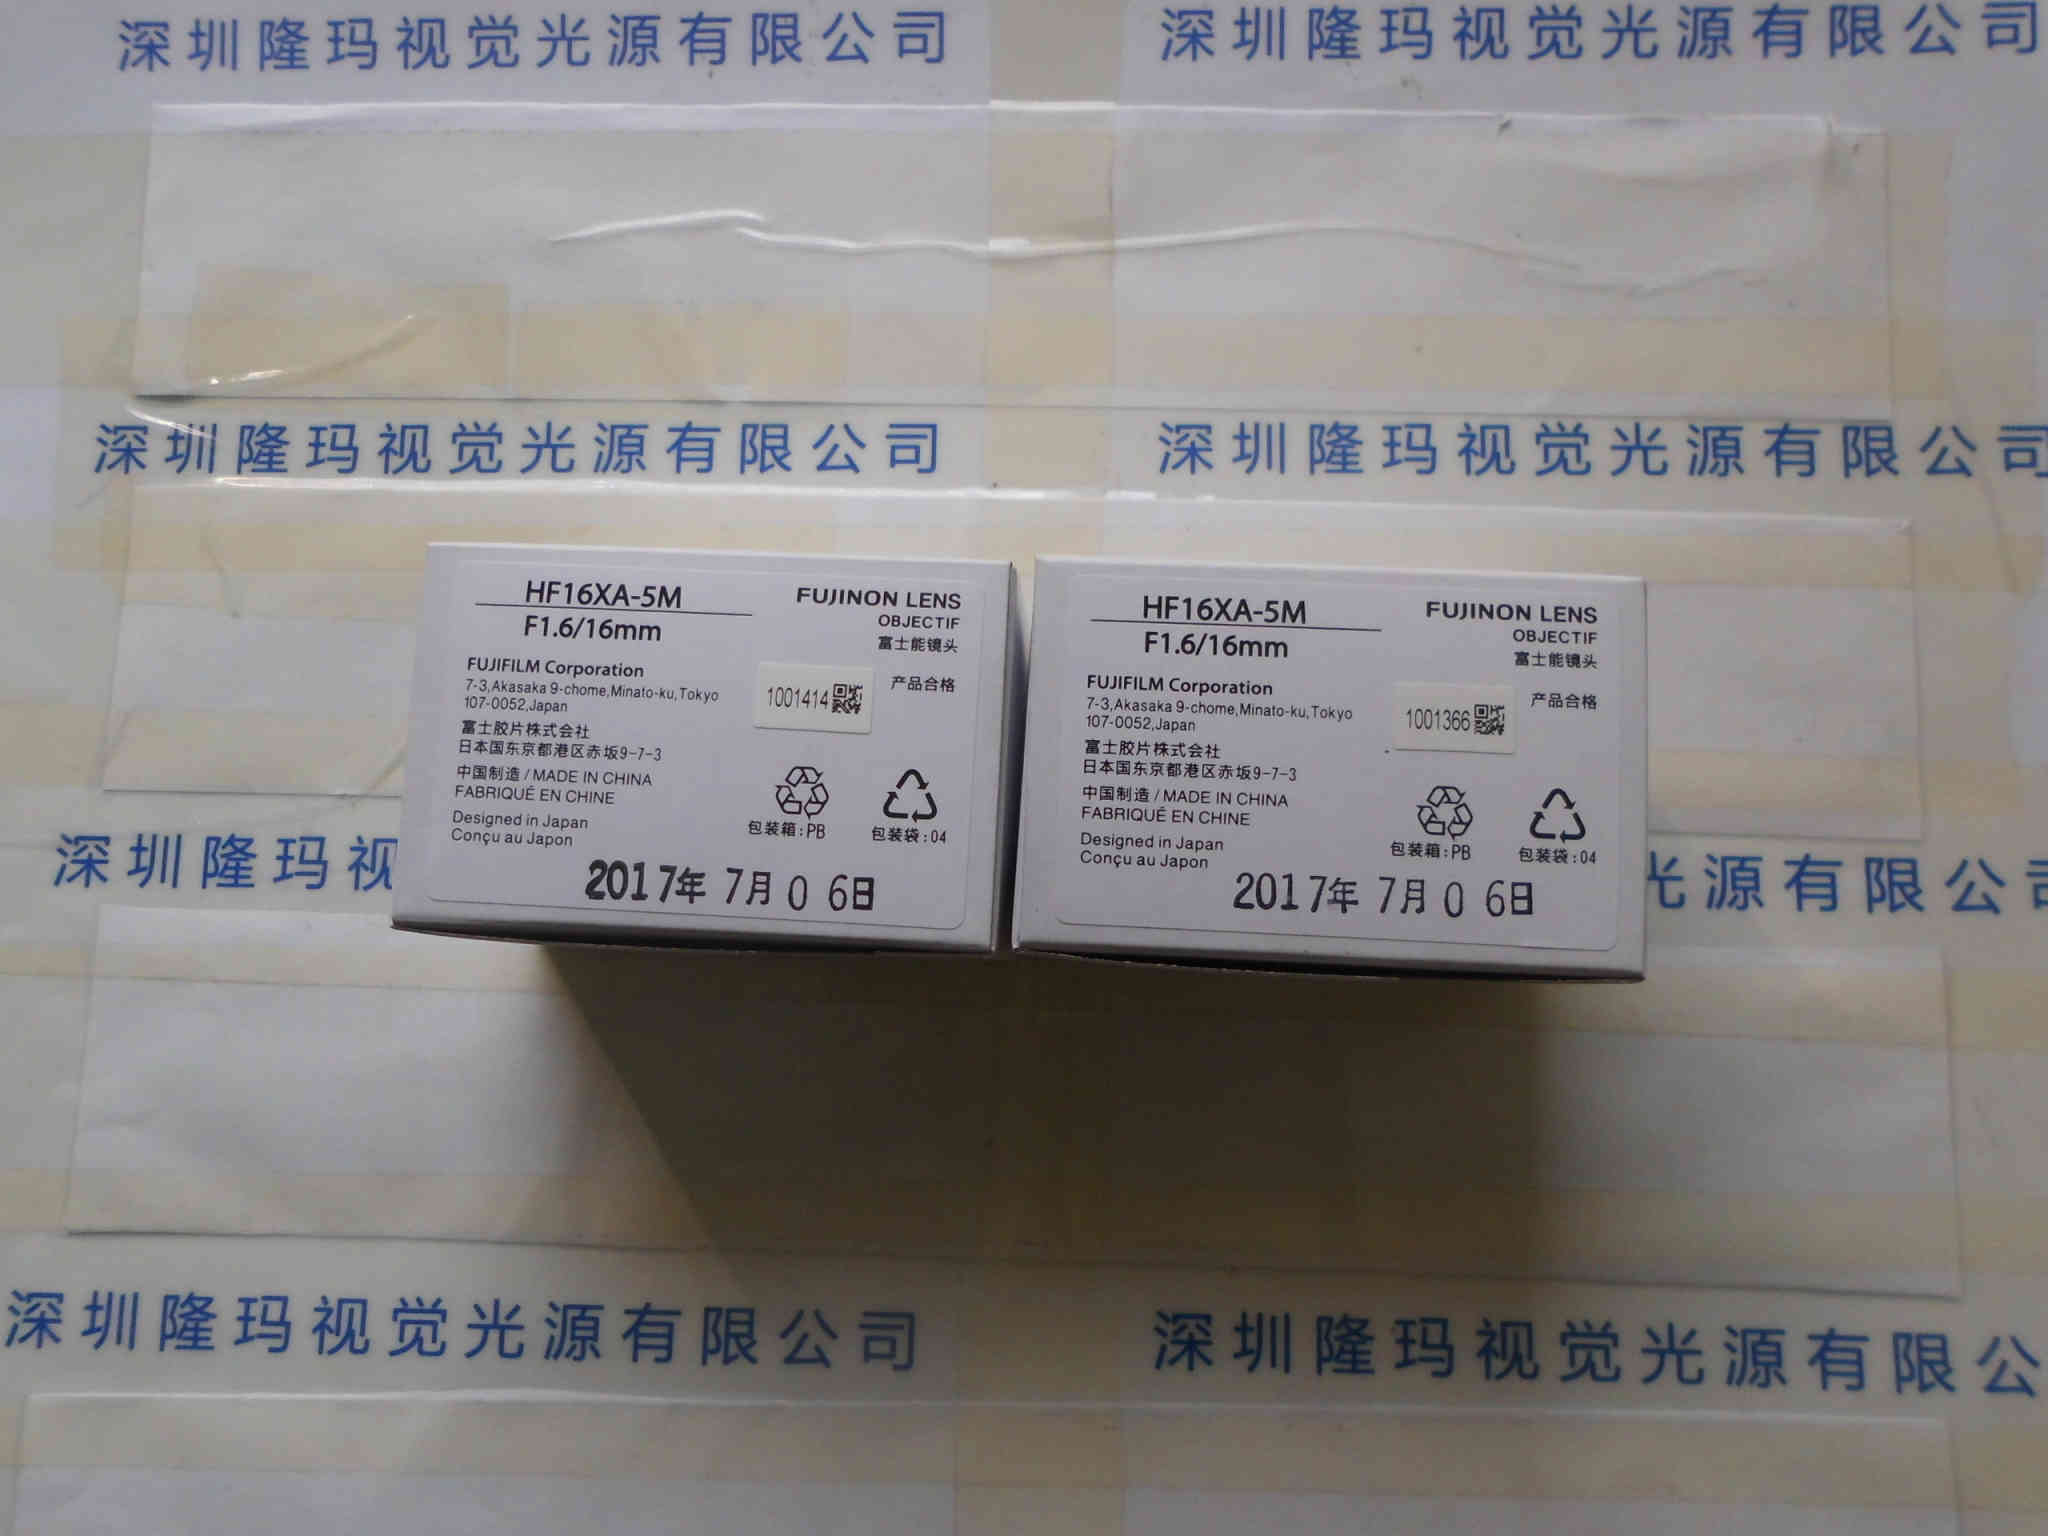 深圳隆玛视觉光源有限公司
深圳隆玛视觉光源有限公司
深圳隆玛视觉光源有限公司
深圳隆玛视觉光源有限公司
HF16XA-5M
F1.6/16mm
FUJINON LENS
OBJECTIF
富士能镜头
FUJIFILM Corporation
7-3,Akasaka 9-chome,Minato-ku,Tokyo
107-0052,Japan
1001414
产品合格
富士胶片株式会社
日本国东京都港区赤坂9-7-3
中国制造 / MADE IN CHINA
FABRIQUÉ EN CHINE
Designed in Japan
Conçu au Japon
包装箱:PB
包装袋:04
2017年 7月 06日
HF16XA-5M
F1.6/16mm
FUJINON LENS
OBJECTIF
富士能镜头
FUJIFILM Corporation
7-3,Akasaka 9-chome,Minato-ku,Tokyo
107-0052,Japan
1001366
产品合格
富士胶片株式会社
日本国东京都港区赤坂9-7-3
中国制造 / MADE IN CHINA
FABRIQUÉ EN CHINE
Designed in Japan
Conçu au Japon
包装箱:PB
包装袋:04
2017年 7月 06日
深圳隆玛视
光源有限公司
深圳隆玛视觉光源有限公司
深圳隆玛视觉光源有限公